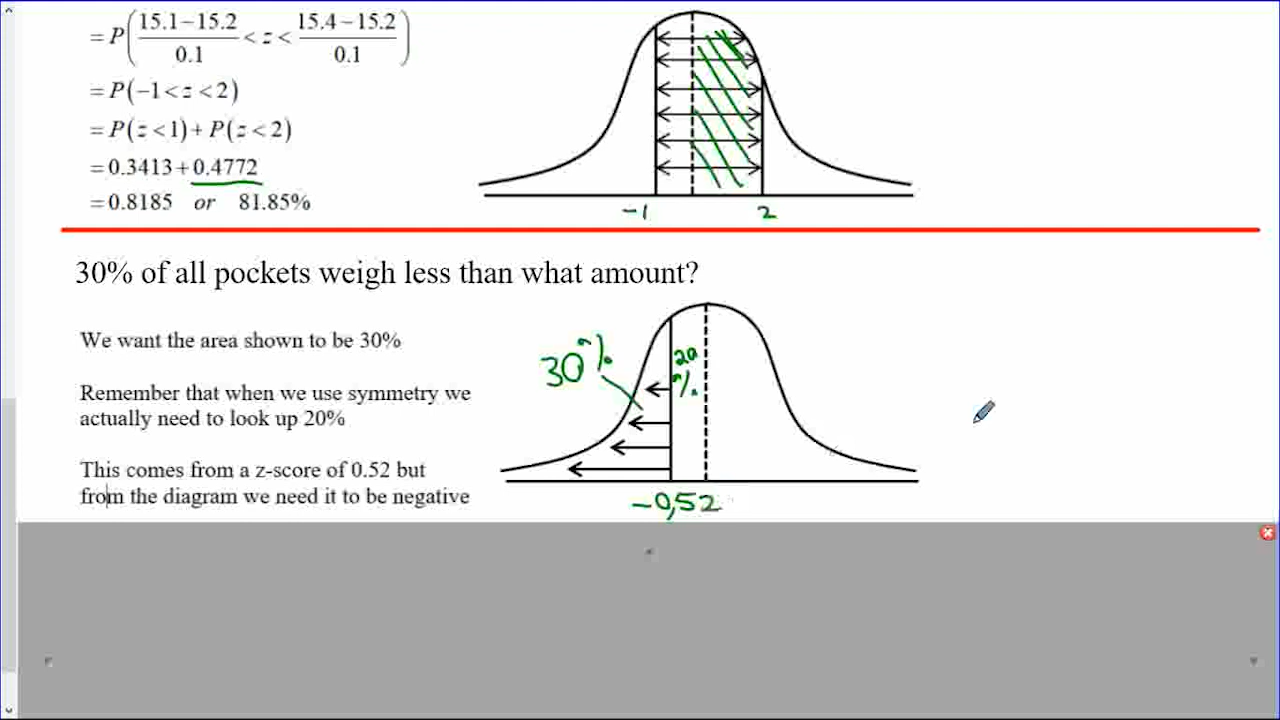 = P( (15.1 − 15.2)/0.1 < z < (15.4 − 15.2)/0.1 )
= P(−1 < z < 2)
= P(z < 1) + P(z < 2)
= 0.3413 + 0.4772
= 0.8185 or 81.85%
-1 2
30% of all pockets weigh less than what amount?
We want the area shown to be 30%
Remember that when we use symmetry we
actually need to look up 20%
This comes from a z-score of 0.52 but
from the diagram we need it to be negative
30%
20
%
-0,52